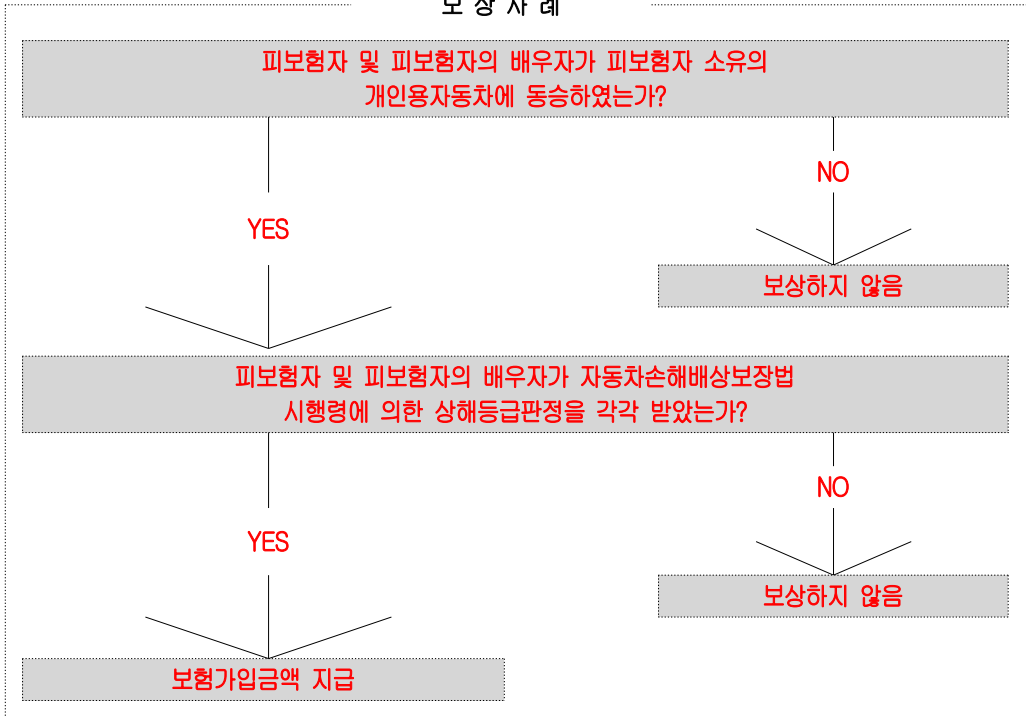 보 상 사 례
피보험자 및 피보험자의 배우자가 피보험자 소유의
개인용자동차에 동승하였는가?
NO
YES
보상하지 않음
피보험자 및 피보험자의 배우자가 자동차손해배상보장법
시행령에 의한 상해등급판정을 각각 받았는가?
NO
YES
보상하지 않음
보험가입금액 지급